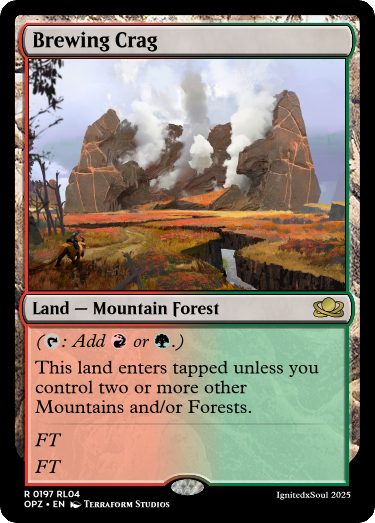 Brewing Crag
Land — Mountain Forest
(T: Add R or G.)
This land enters tapped unless you
control two or more other
Mountains and/or Forests.
FT
FT
R 0197 RL04
OPZ • EN Terraform Studios
IgnitedxSoul 2025